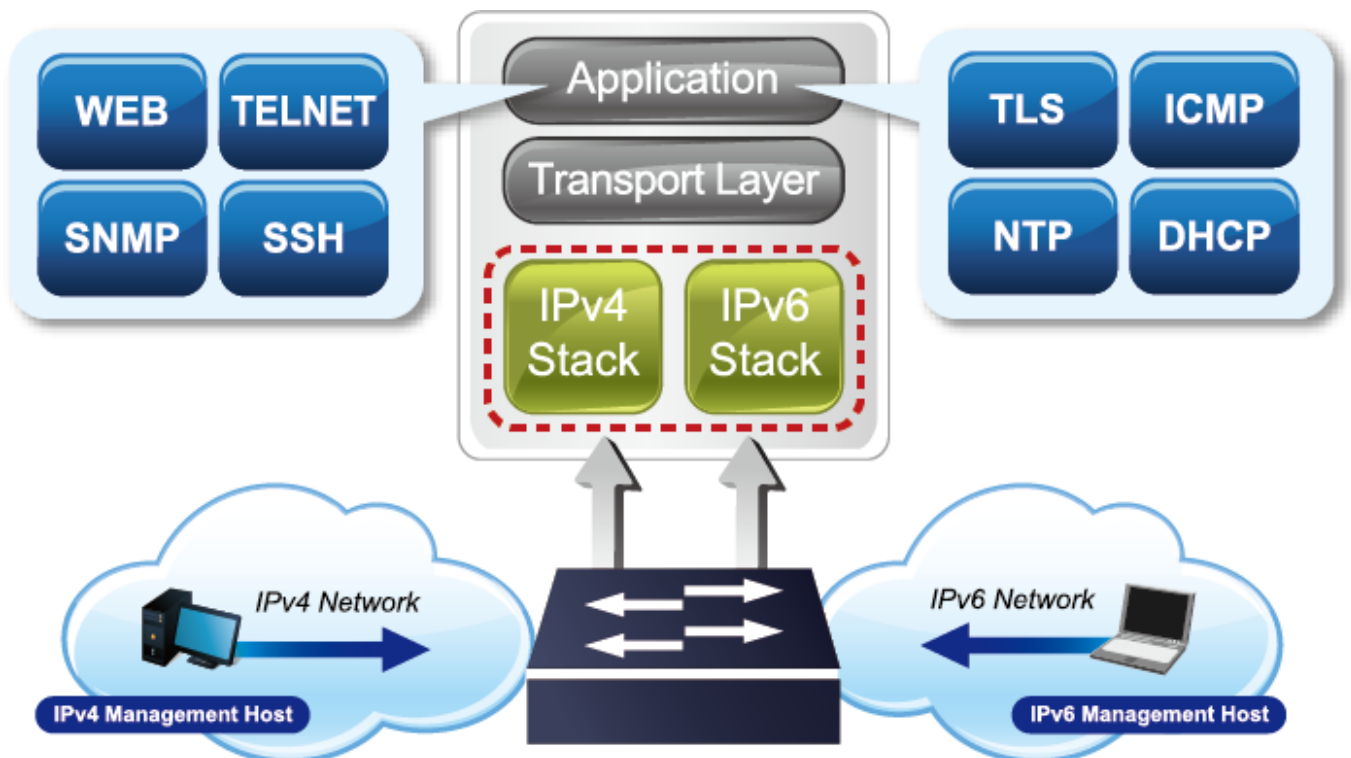 WEB
TELNET
SNMP
SSH
Application
Transport Layer
IPv4
Stack
IPv6
Stack
TLS
ICMP
NTP
DHCP
IPv4 Network
IPv4 Management Host
IPv6 Network
IPv6 Management Host